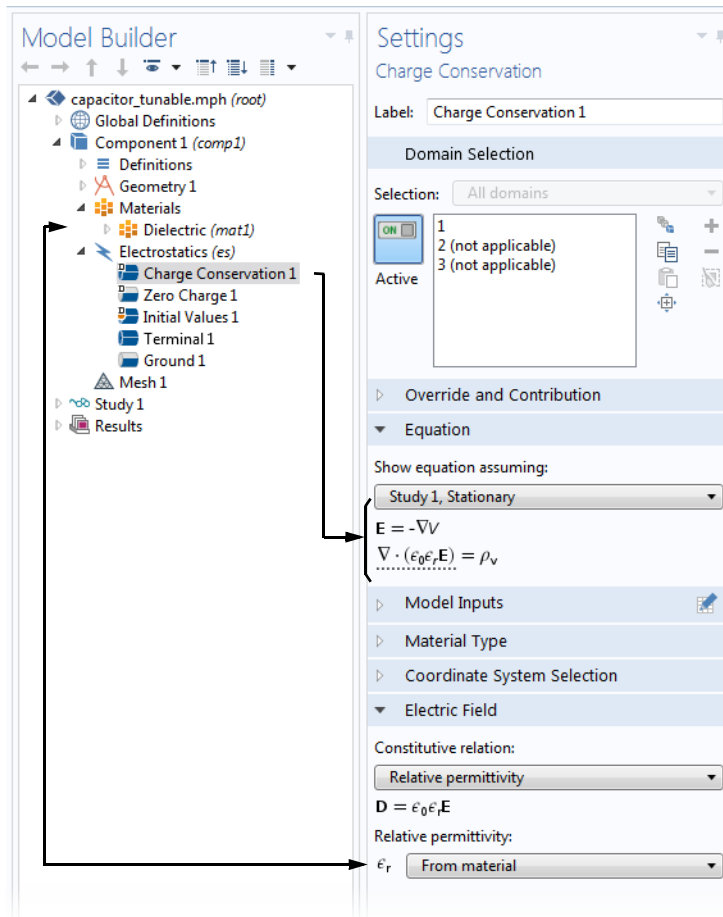 Model Builder
capacitor_tunable.mph (root)
Global Definitions
Component 1 (comp1)
Definitions
Geometry 1
Materials
Dielectric (mat1)
Electrostatics (es)
Charge Conservation 1
Zero Charge 1
Initial Values 1
Terminal 1
Ground 1
Mesh 1
Study 1
Results
Settings
Charge Conservation
Label: Charge Conservation 1
Domain Selection
Selection: All domains
ON
Active
1
2 (not applicable)
3 (not applicable)
Override and Contribution
Equation
Show equation assuming:
Study 1, Stationary
E = -∇V
∇ · (ϵ₀ϵᵣE) = ρᵥ
Model Inputs
Material Type
Coordinate System Selection
Electric Field
Constitutive relation:
Relative permittivity
D = ϵ₀ϵᵣE
Relative permittivity:
ϵᵣ From material